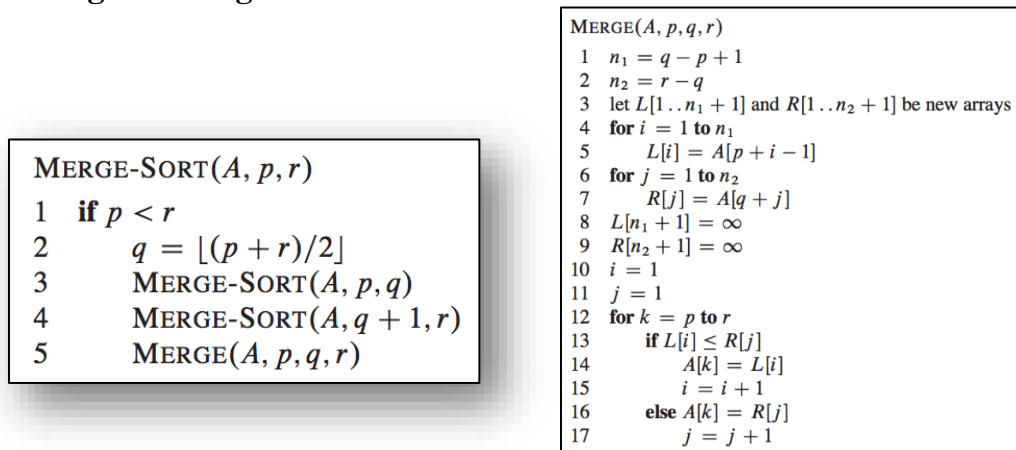 MERGE-SORT(A, p, r)
1 if p < r
2 q = ⌊(p + r)/2⌋
3 MERGE-SORT(A, p, q)
4 MERGE-SORT(A, q + 1, r)
5 MERGE(A, p, q, r)
MERGE(A, p, q, r)
1 n₁ = q − p + 1
2 n₂ = r − q
3 let L[1 . . n₁ + 1] and R[1 . . n₂ + 1] be new arrays
4 for i = 1 to n₁
5 L[i] = A[p + i − 1]
6 for j = 1 to n₂
7 R[j] = A[q + j]
8 L[n₁ + 1] = ∞
9 R[n₂ + 1] = ∞
10 i = 1
11 j = 1
12 for k = p to r
13 if L[i] ≤ R[j]
14 A[k] = L[i]
15 i = i + 1
16 else A[k] = R[j]
17 j = j + 1